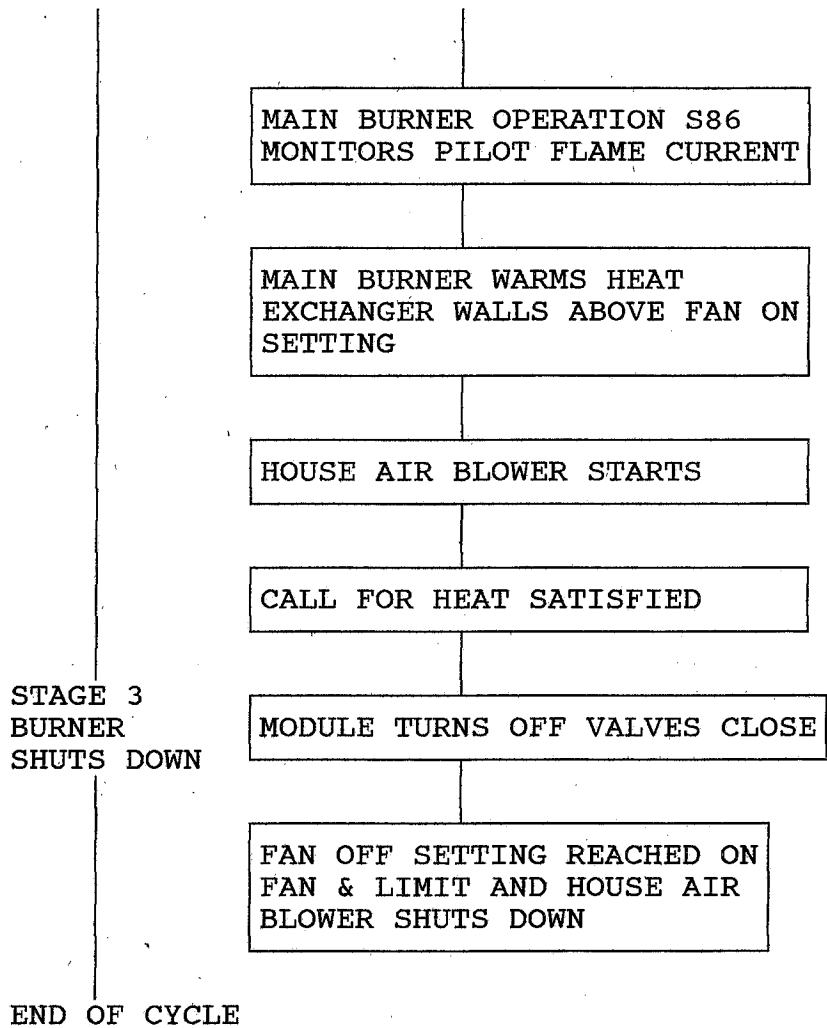 MAIN BURNER OPERATION S86
MONITORS PILOT FLAME CURRENT
MAIN BURNER WARMS HEAT
EXCHANGER WALLS ABOVE FAN ON
SETTING
HOUSE AIR BLOWER STARTS
CALL FOR HEAT SATISFIED
STAGE 3
BURNER
SHUTS DOWN
MODULE TURNS OFF VALVES CLOSE
FAN OFF SETTING REACHED ON
FAN & LIMIT AND HOUSE AIR
BLOWER SHUTS DOWN
END OF CYCLE